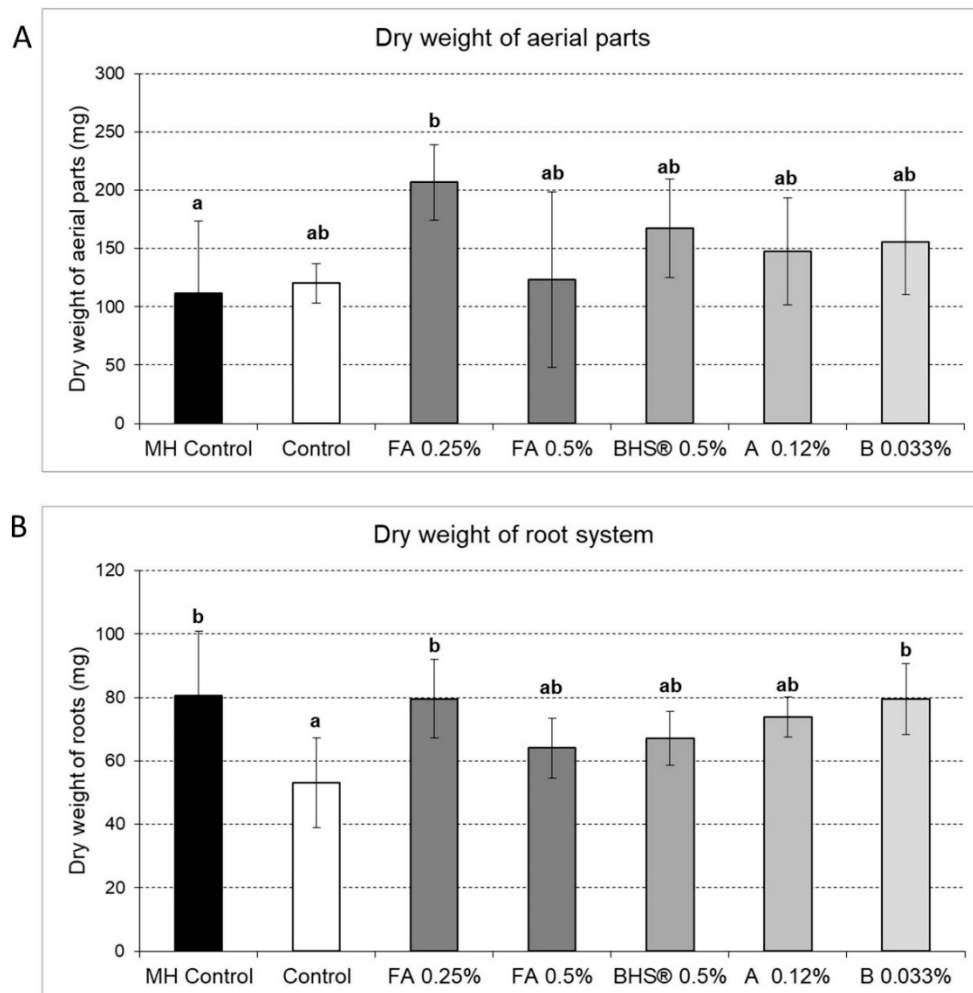 A
Dry weight of aerial parts
Dry weight of aerial parts (mg)
300
250
200
150
100
50
0
a
ab
b
ab
ab
ab
ab
MH Control Control FA 0.25% FA 0.5% BHS® 0.5% A 0.12% B 0.033%
B
Dry weight of root system
Dry weight of roots (mg)
120
100
80
60
40
20
0
b
a
b
ab
ab
ab
b
MH Control Control FA 0.25% FA 0.5% BHS® 0.5% A 0.12% B 0.033%